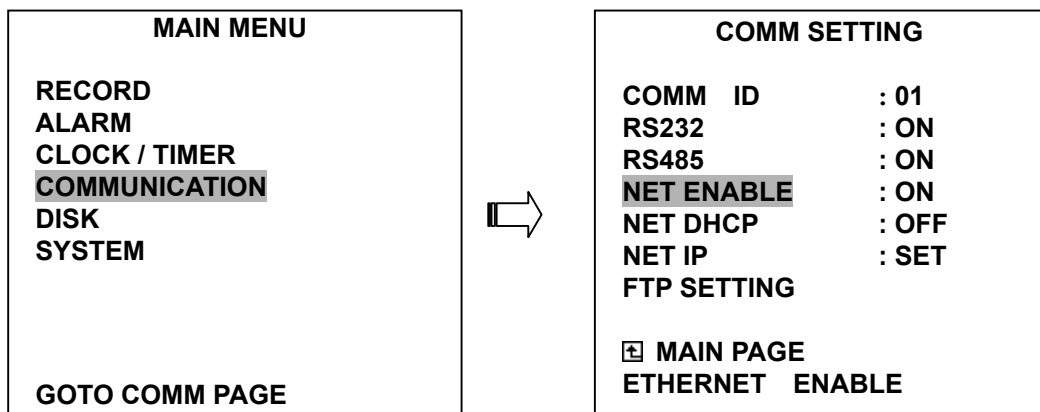 MAIN MENU
RECORD
ALARM
CLOCK / TIMER
COMMUNICATION
DISK
SYSTEM
GOTO COMM PAGE
COMM SETTING
COMM ID : 01
RS232 : ON
RS485 : ON
NET ENABLE : ON
NET DHCP : OFF
NET IP : SET
FTP SETTING
MAIN PAGE
ETHERNET ENABLE